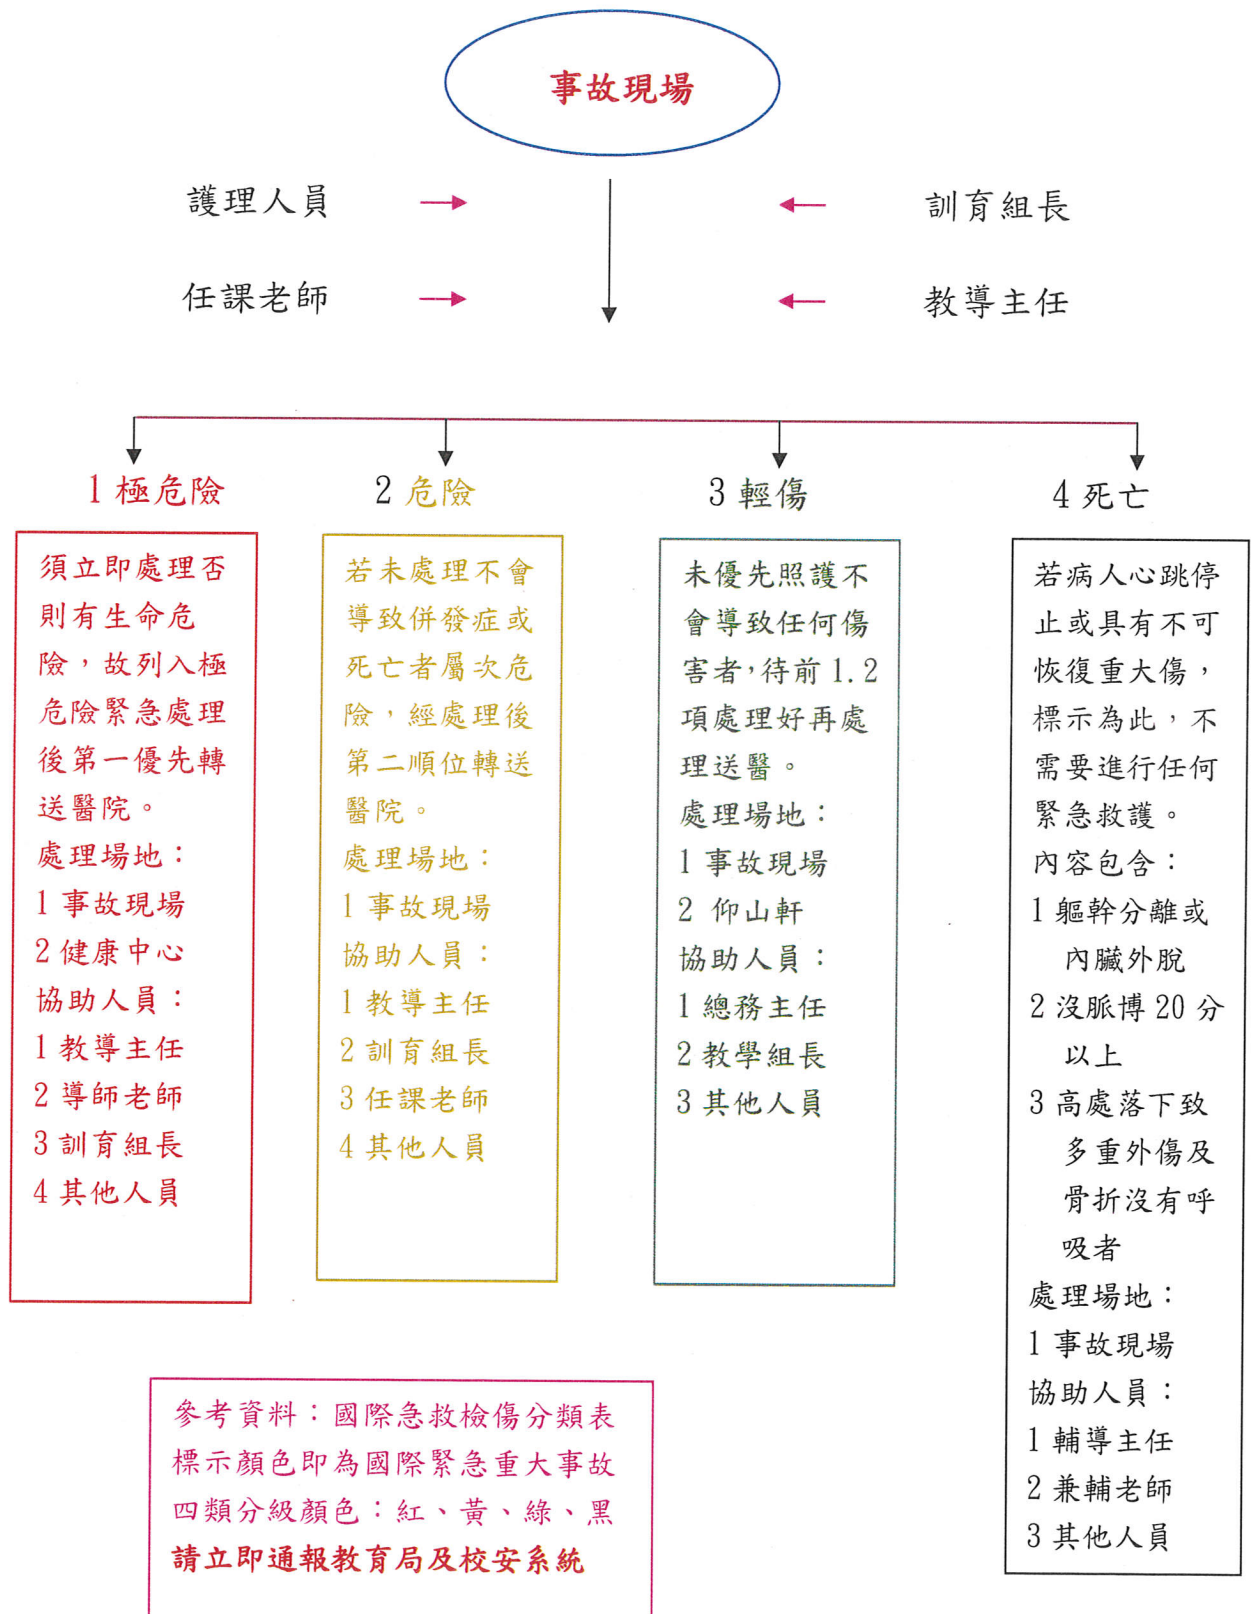 事故現場
護理人員
訓育組長
任課老師
教導主任
1 極危險
須立即處理否
則有生命危
險，故列入極
危險緊急處理
後第一優先轉
送醫院。
處理場地：
1 事故現場
2 健康中心
協助人員：
1 教導主任
2 導師老師
3 訓育組長
4 其他人員
2 危險
若未處理不會
導致併發症或
死亡者屬次危
險，經處理後
第二順位轉送
醫院。
處理場地：
1 事故現場
協助人員：
1 教導主任
2 訓育組長
3 任課老師
4 其他人員
3 輕傷
未優先照護不
會導致任何傷
害者，待前 1.2
項處理好再處
理送醫。
處理場地：
1 事故現場
2 仰山軒
協助人員：
1 總務主任
2 教學組長
3 其他人員
4 死亡
若病人心跳停
止或具有不可
恢復重大傷，
標示為此，不
需要進行任何
緊急救護。
內容包含：
1 軀幹分離或
內臟外脫
2 沒脈博 20 分
以上
3 高處落下致
多重外傷及
骨折沒有呼
吸者
處理場地：
1 事故現場
協助人員：
1 輔導主任
2 兼輔老師
3 其他人員
參考資料：國際急救檢傷分類表
標示顏色即為國際緊急重大事故
四類分級顏色：紅、黃、綠、黑
請立即通報教育局及校安系統